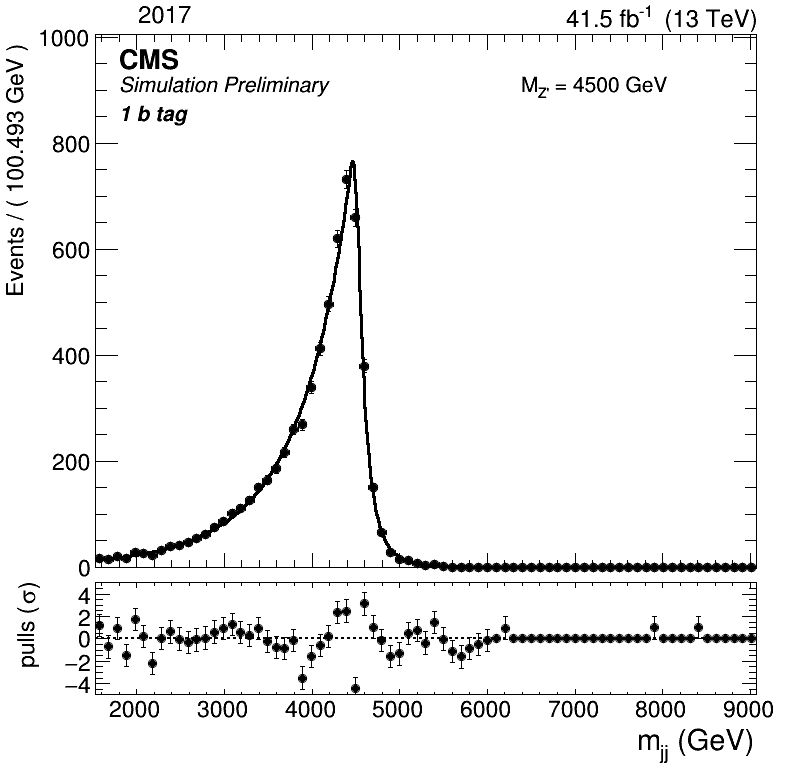 2017 41.5 fb⁻¹ (13 TeV)
CMS
Simulation Preliminary
1 b tag
M_Z' = 4500 GeV
Events / ( 100.493 GeV )
1000
800
600
400
200
0
pulls (σ)
4
2
0
−2
−4
2000 3000 4000 5000 6000 7000 8000 9000
m_jj (GeV)